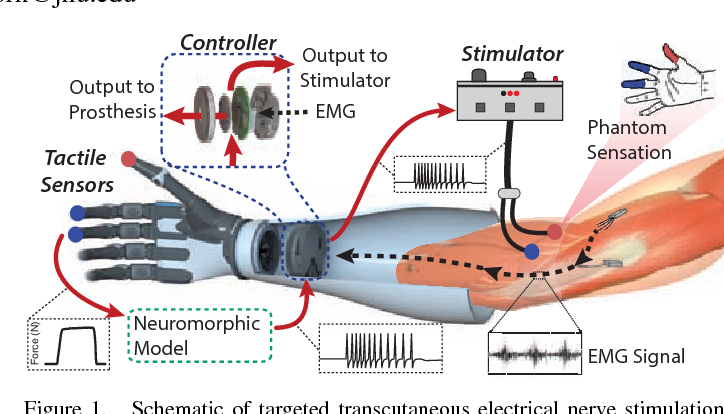 Controller
Output to
Stimulator
Stimulator
Output to
Prosthesis
EMG
Phantom
Sensation
Tactile
Sensors
Force (N)
Neuromorphic
Model
EMG Signal
Figure 1. Schematic of targeted transcutaneous electrical nerve stimulation